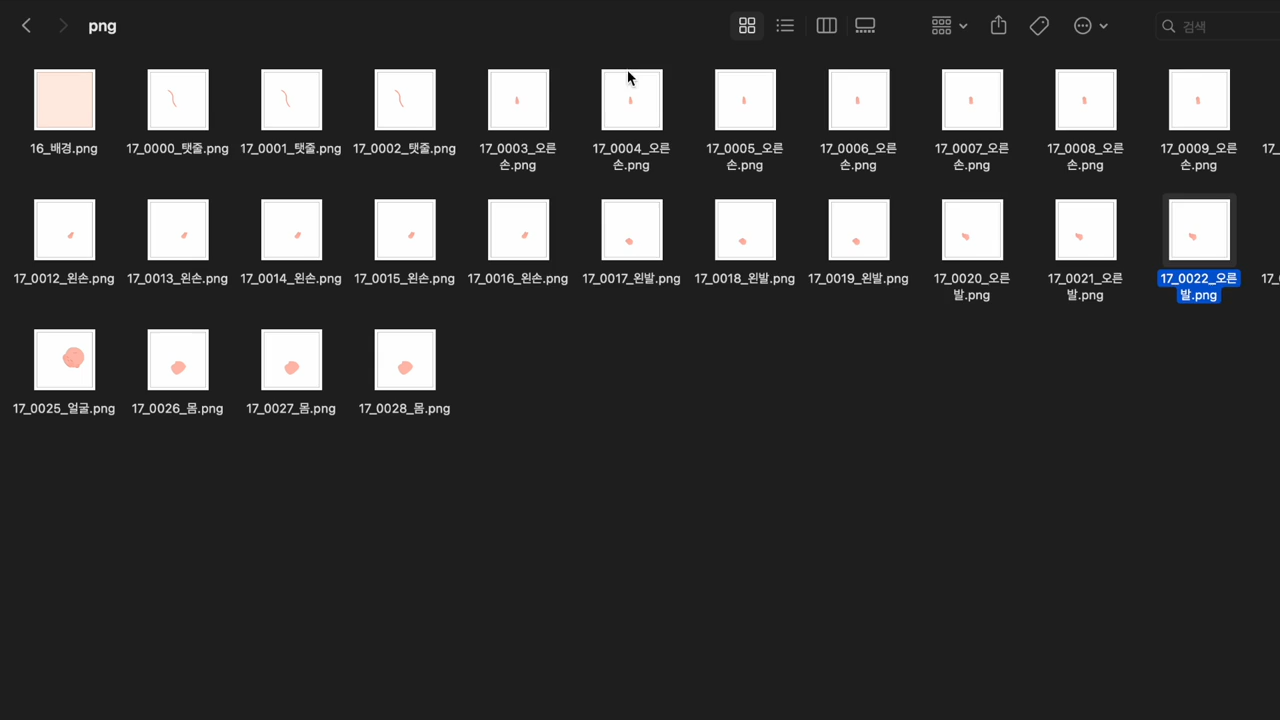 png
검색
16_배경.png
17_0000_탯줄.png
17_0001_탯줄.png
17_0002_탯줄.png
17_0003_오른
손.png
17_0004_오른
손.png
17_0005_오른
손.png
17_0006_오른
손.png
17_0007_오른
손.png
17_0008_오른
손.png
17_0009_오른
손.png
17_
17_0012_왼손.png
17_0013_왼손.png
17_0014_왼손.png
17_0015_왼손.png
17_0016_왼손.png
17_0017_왼발.png
17_0018_왼발.png
17_0019_왼발.png
17_0020_오른
발.png
17_0021_오른
발.png
17_0022_오른
발.png
17_
17_0025_얼굴.png
17_0026_몸.png
17_0027_몸.png
17_0028_몸.png